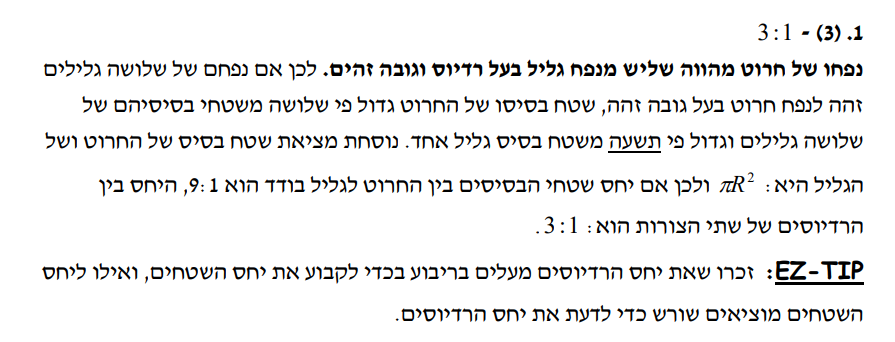 1. (3) - 3:1
נפחו של חרוט מהווה שליש מנפח גליל בעל רדיוס וגובה זהים. לכן אם נפחם של שלושה גלילים
זהה לנפח חרוט בעל גובה זהה, שטח בסיסו של החרוט גדול פי שלושה משטחי בסיסיהם של
שלושה גלילים וגדול פי תשעה משטח בסיס גליל אחד. נוסחת מציאת שטח בסיס של החרוט ושל
הגליל היא: πR² ולכן אם יחס שטחי הבסיסים בין החרוט לגליל בודד הוא 9:1, היחס בין
הרדיוסים של שתי הצורות הוא: 3:1.
EZ-TIP: זכרו שאת יחס הרדיוסים מעלים בריבוע בכדי לקבוע את יחס השטחים, ואילו ליחס
השטחים מוציאים שורש כדי לדעת את יחס הרדיוסים.